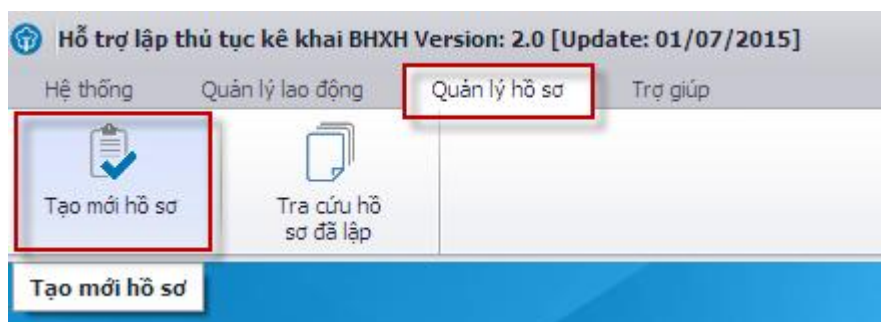 Hỗ trợ lập thủ tục kê khai BHXH Version: 2.0 [Update: 01/07/2015]
Hệ thống Quản lý lao động Quản lý hồ sơ Trợ giúp
Tạo mới hồ sơ
Tra cứu hồ
sơ đã lập
Tạo mới hồ sơ